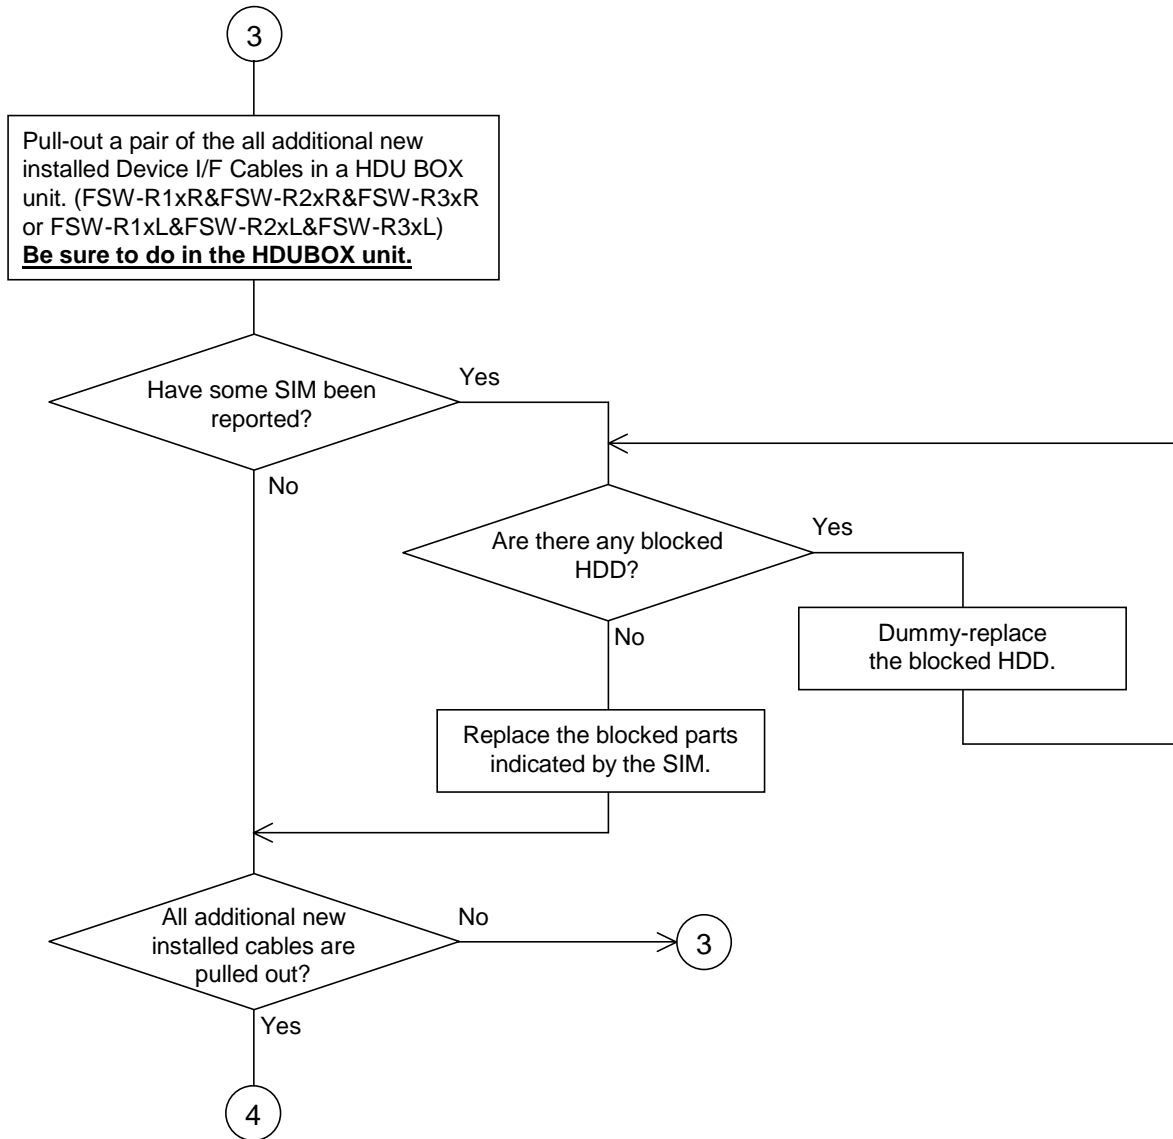 3
Pull-out a pair of the all additional new
installed Device I/F Cables in a HDU BOX
unit. (FSW-R1xR&FSW-R2xR&FSW-R3xR
or FSW-R1xL&FSW-R2xL&FSW-R3xL)
Be sure to do in the HDUBOX unit.
Have some SIM been
reported?
Yes
No
Are there any blocked
HDD?
Yes
No
Dummy-replace
the blocked HDD.
Replace the blocked parts
indicated by the SIM.
All additional new
installed cables are
pulled out?
No
3
Yes
4